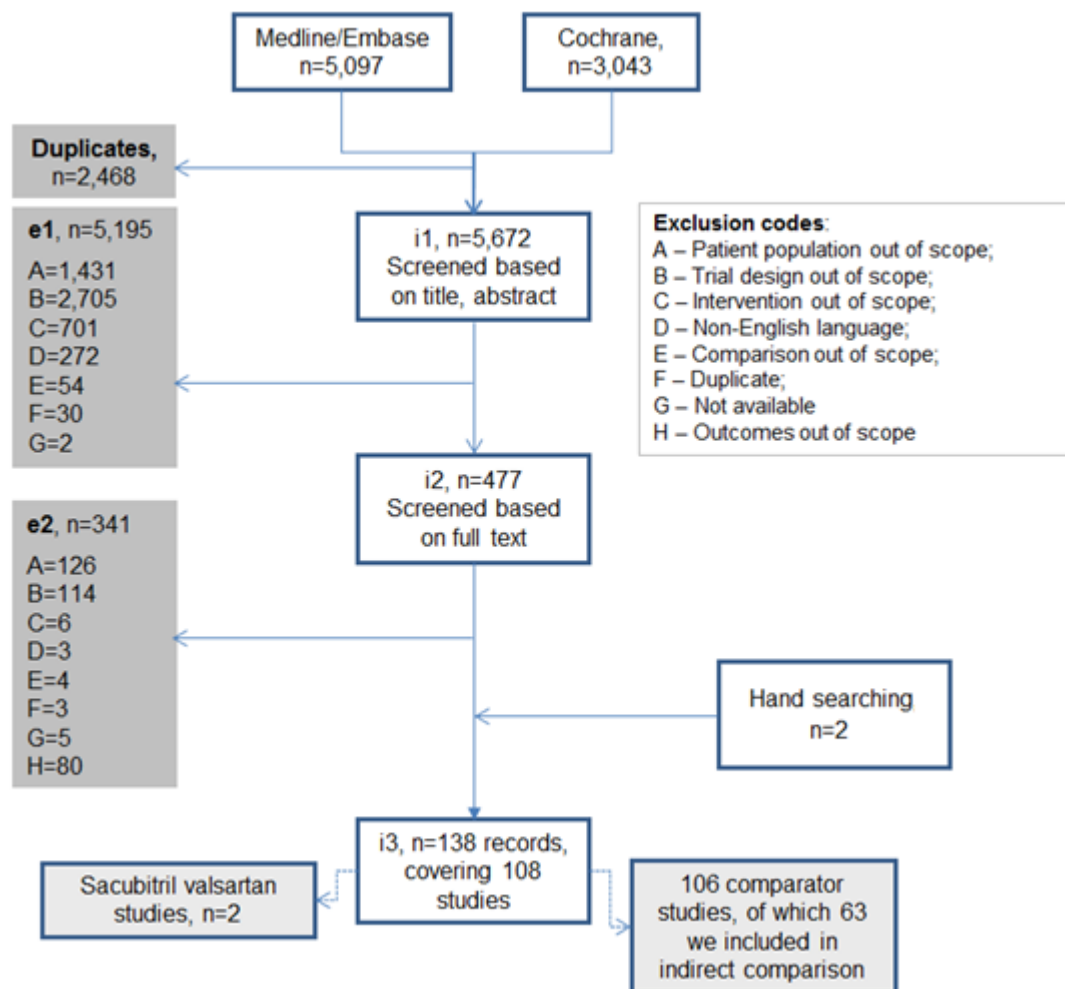 Medline/Embase
n=5,097
Cochrane,
n=3,043
Duplicates,
n=2,468
e1, n=5,195
A=1,431
B=2,705
C=701
D=272
E=54
F=30
G=2
i1, n=5,672
Screened based
on title, abstract
Exclusion codes:
A – Patient population out of scope;
B – Trial design out of scope;
C – Intervention out of scope;
D – Non-English language;
E – Comparison out of scope;
F – Duplicate;
G – Not available
H – Outcomes out of scope
i2, n=477
Screened based
on full text
e2, n=341
A=126
B=114
C=6
D=3
E=4
F=3
G=5
H=80
Hand searching
n=2
i3, n=138 records,
covering 108
studies
Sacubitril valsartan
studies, n=2
106 comparator
studies, of which 63
we included in
indirect comparison